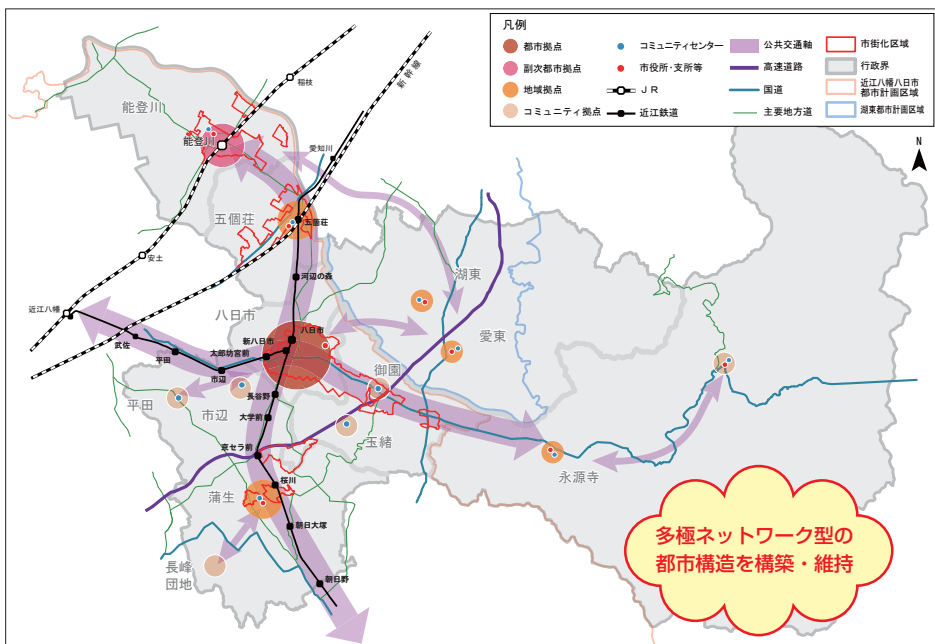 凡例
都市拠点
副次都市拠点
地域拠点
コミュニティ拠点
コミュニティセンター
市役所・支所等
ＪＲ
近江鉄道
公共交通軸
高速道路
国道
主要地方道
市街化区域
行政界
近江八幡八日市
都市計画区域
湖東都市計画区域
N
新幹線
稲枝
能登川
能登川
愛知川
五個荘
五個荘
安土
河辺の森
湖東
近江八幡
八日市
八日市
新八日市
愛東
武佐
太郎坊宮前
平田
市辺
御園
長谷野
平田
市辺
大学前
玉緒
京セラ前
永源寺
桜川
蒲生
朝日大塚
長峰
団地
朝日野
多極ネットワーク型の
都市構造を構築・維持